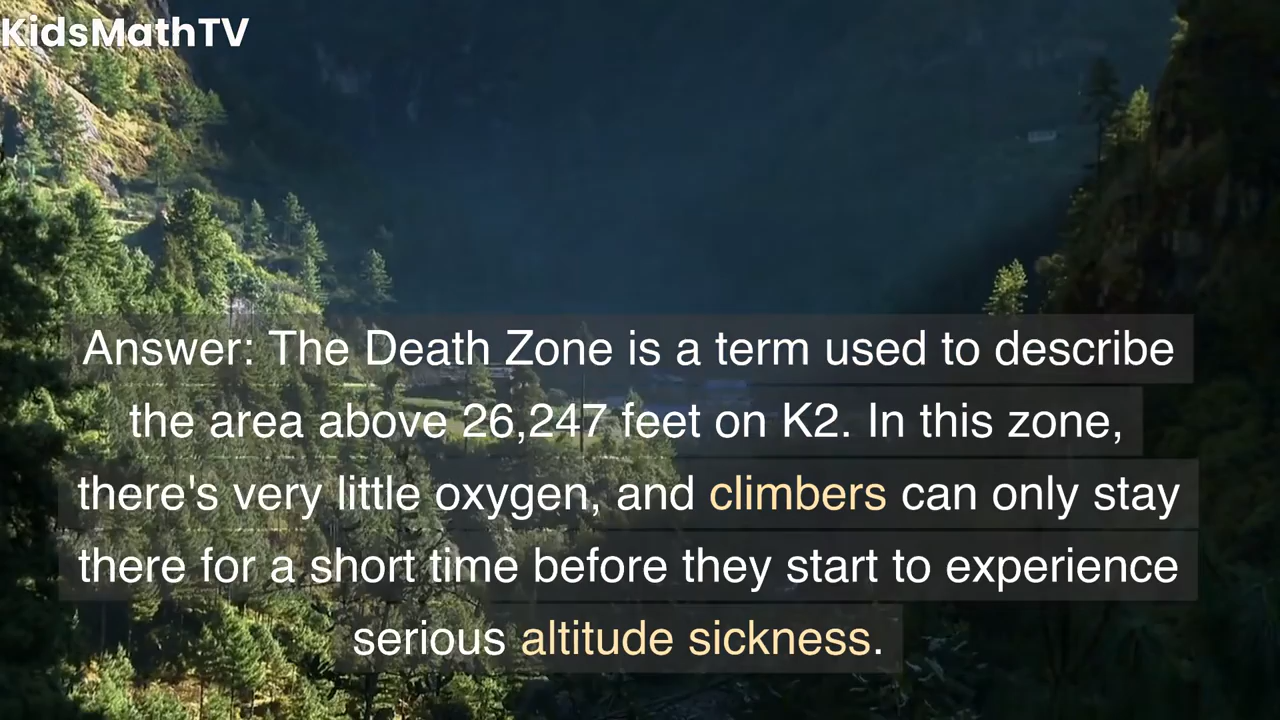 KidsMathTV
Answer: The Death Zone is a term used to describe
the area above 26,247 feet on K2. In this zone,
there's very little oxygen, and climbers can only stay
there for a short time before they start to experience
serious altitude sickness.